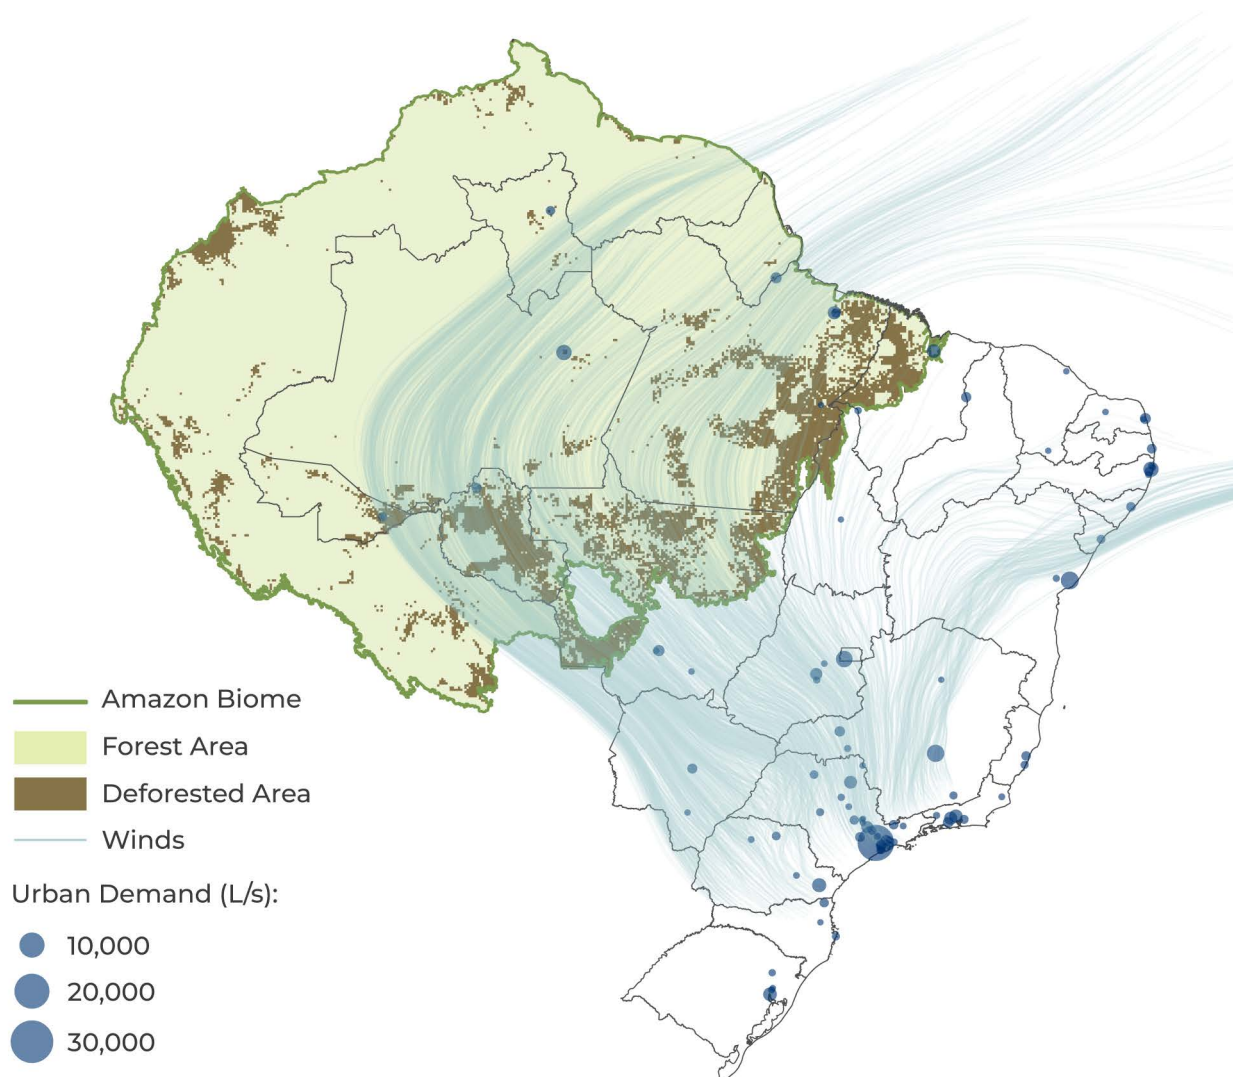 Amazon Biome
Forest Area
Deforested Area
Winds
Urban Demand (L/s):
10,000
20,000
30,000